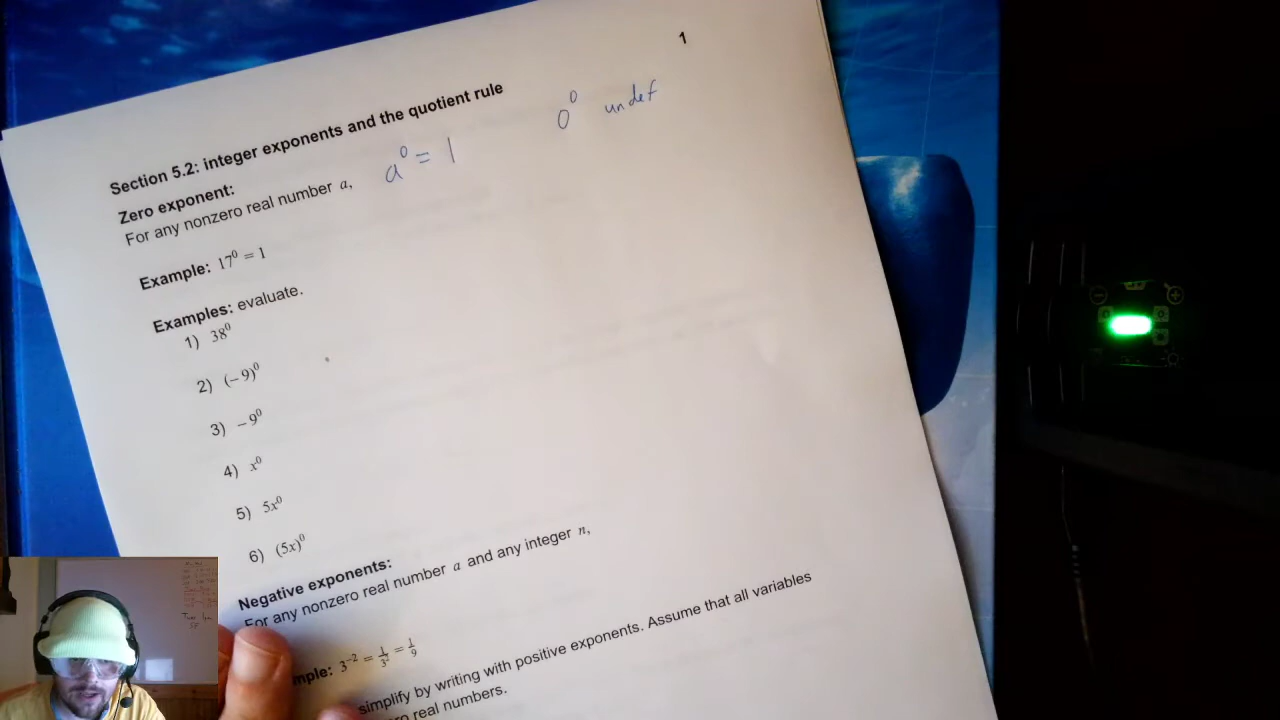 1
Section 5.2: integer exponents and the quotient rule
0⁰ undef
Zero exponent:
For any nonzero real number a, a⁰ = 1
Example: 17⁰ = 1
Examples: evaluate.
1) 38⁰
2) (−9)⁰
3) −9⁰
4) x⁰
5) 5x⁰
6) (5x)⁰
Negative exponents:
For any nonzero real number a and any integer n,
mple: 3⁻² = 1/3² = 1/9
simplify by writing with positive exponents. Assume that all variables
ro real numbers.